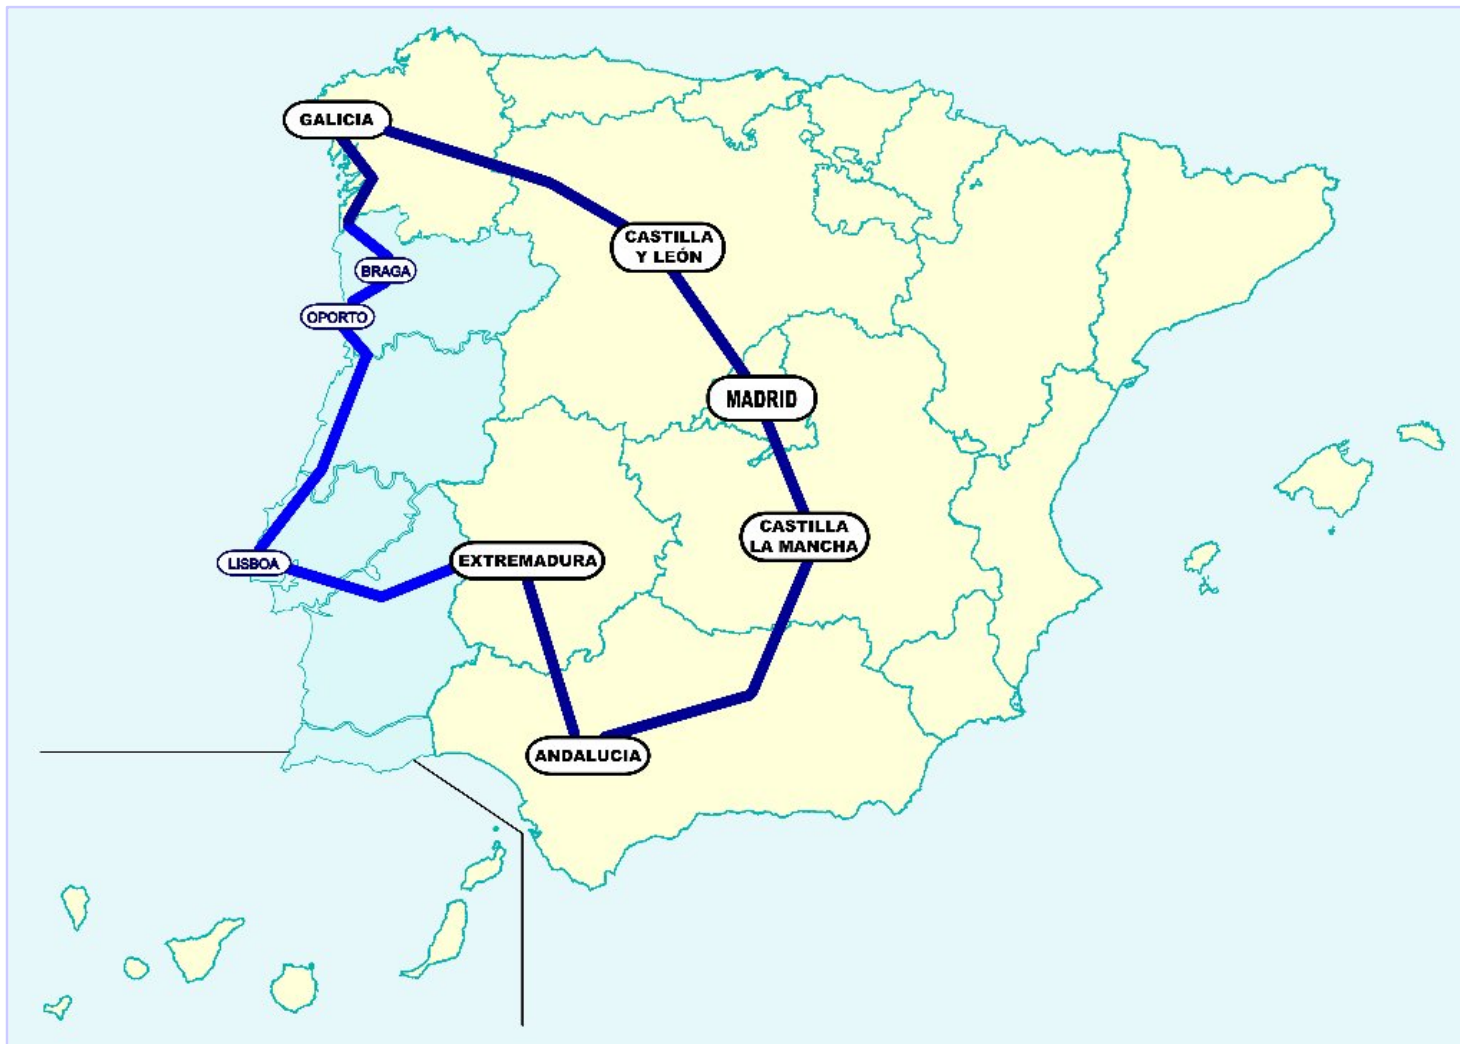 GALICIA
CASTILLA
Y LEÓN
BRAGA
OPORTO
MADRID
CASTILLA
LA MANCHA
LISBOA
EXTREMADURA
ANDALUCIA